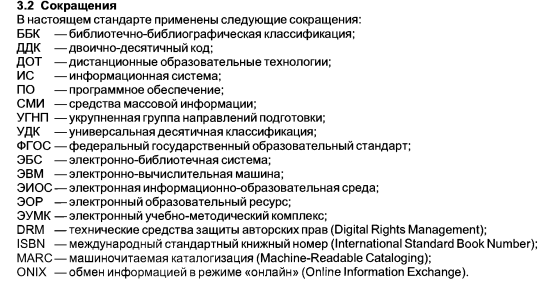 3.2 Сокращения
В настоящем стандарте применены следующие сокращения:
ББК — библиотечно-библиографическая классификация;
ДДК — двоично-десятичный код;
ДОТ — дистанционные образовательные технологии;
ИС — информационная система;
ПО — программное обеспечение;
СМИ — средства массовой информации;
УГНП — укрупненная группа направлений подготовки;
УДК — универсальная десятичная классификация;
ФГОС — федеральный государственный образовательный стандарт;
ЭБС — электронно-библиотечная система;
ЭВМ — электронно-вычислительная машина;
ЭИОС — электронная информационно-образовательная среда;
ЭОР — электронный образовательный ресурс;
ЭУМК — электронный учебно-методический комплекс;
DRM — технические средства защиты авторских прав (Digital Rights Management);
ISBN — международный стандартный книжный номер (International Standard Book Number);
MARC — машиночитаемая каталогизация (Machine-Readable Cataloging);
ONIX — обмен информацией в режиме «онлайн» (Online Information Exchange).